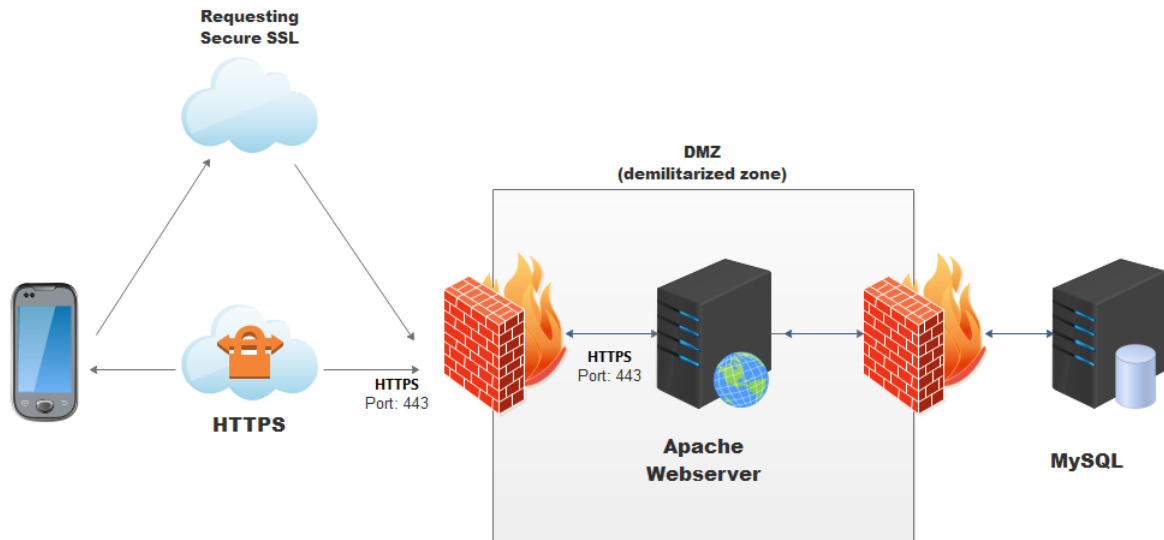 Requesting
Secure SSL
DMZ
(demilitarized zone)
HTTPS
Port: 443
HTTPS
Port: 443
HTTPS
Apache
Webserver
MySQL